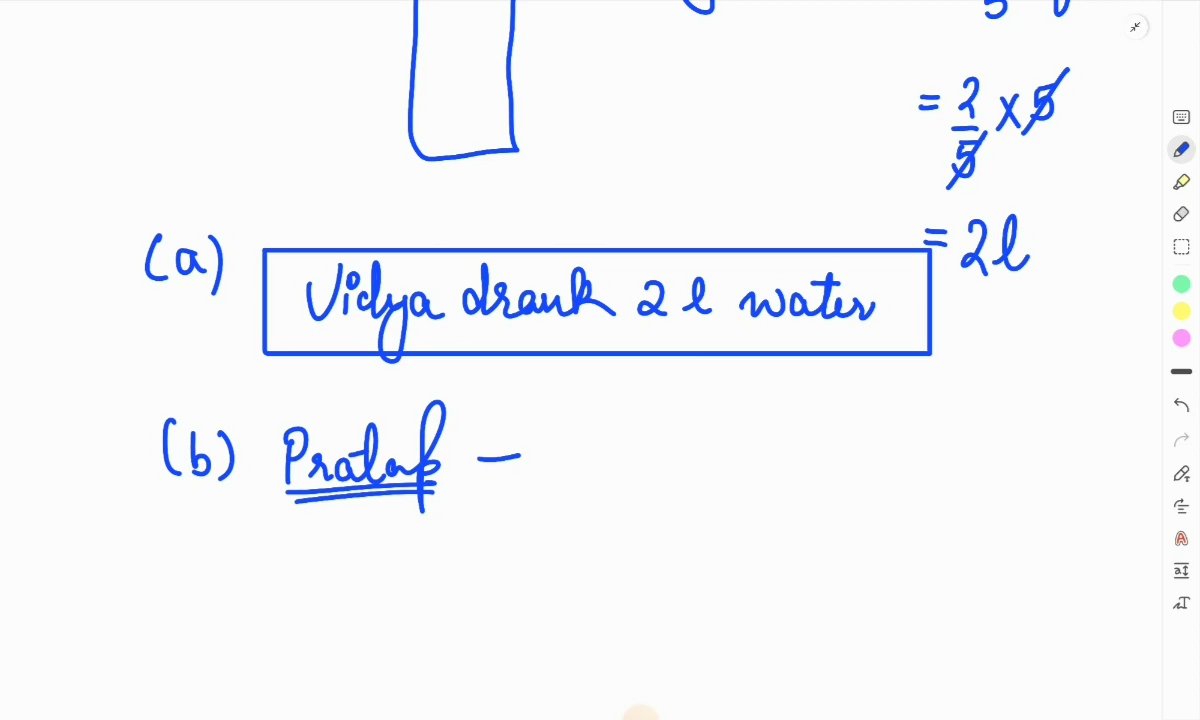 = 2/5 × 5
= 2l
(a) Vidya drank 2 l water
(b) Pratap –